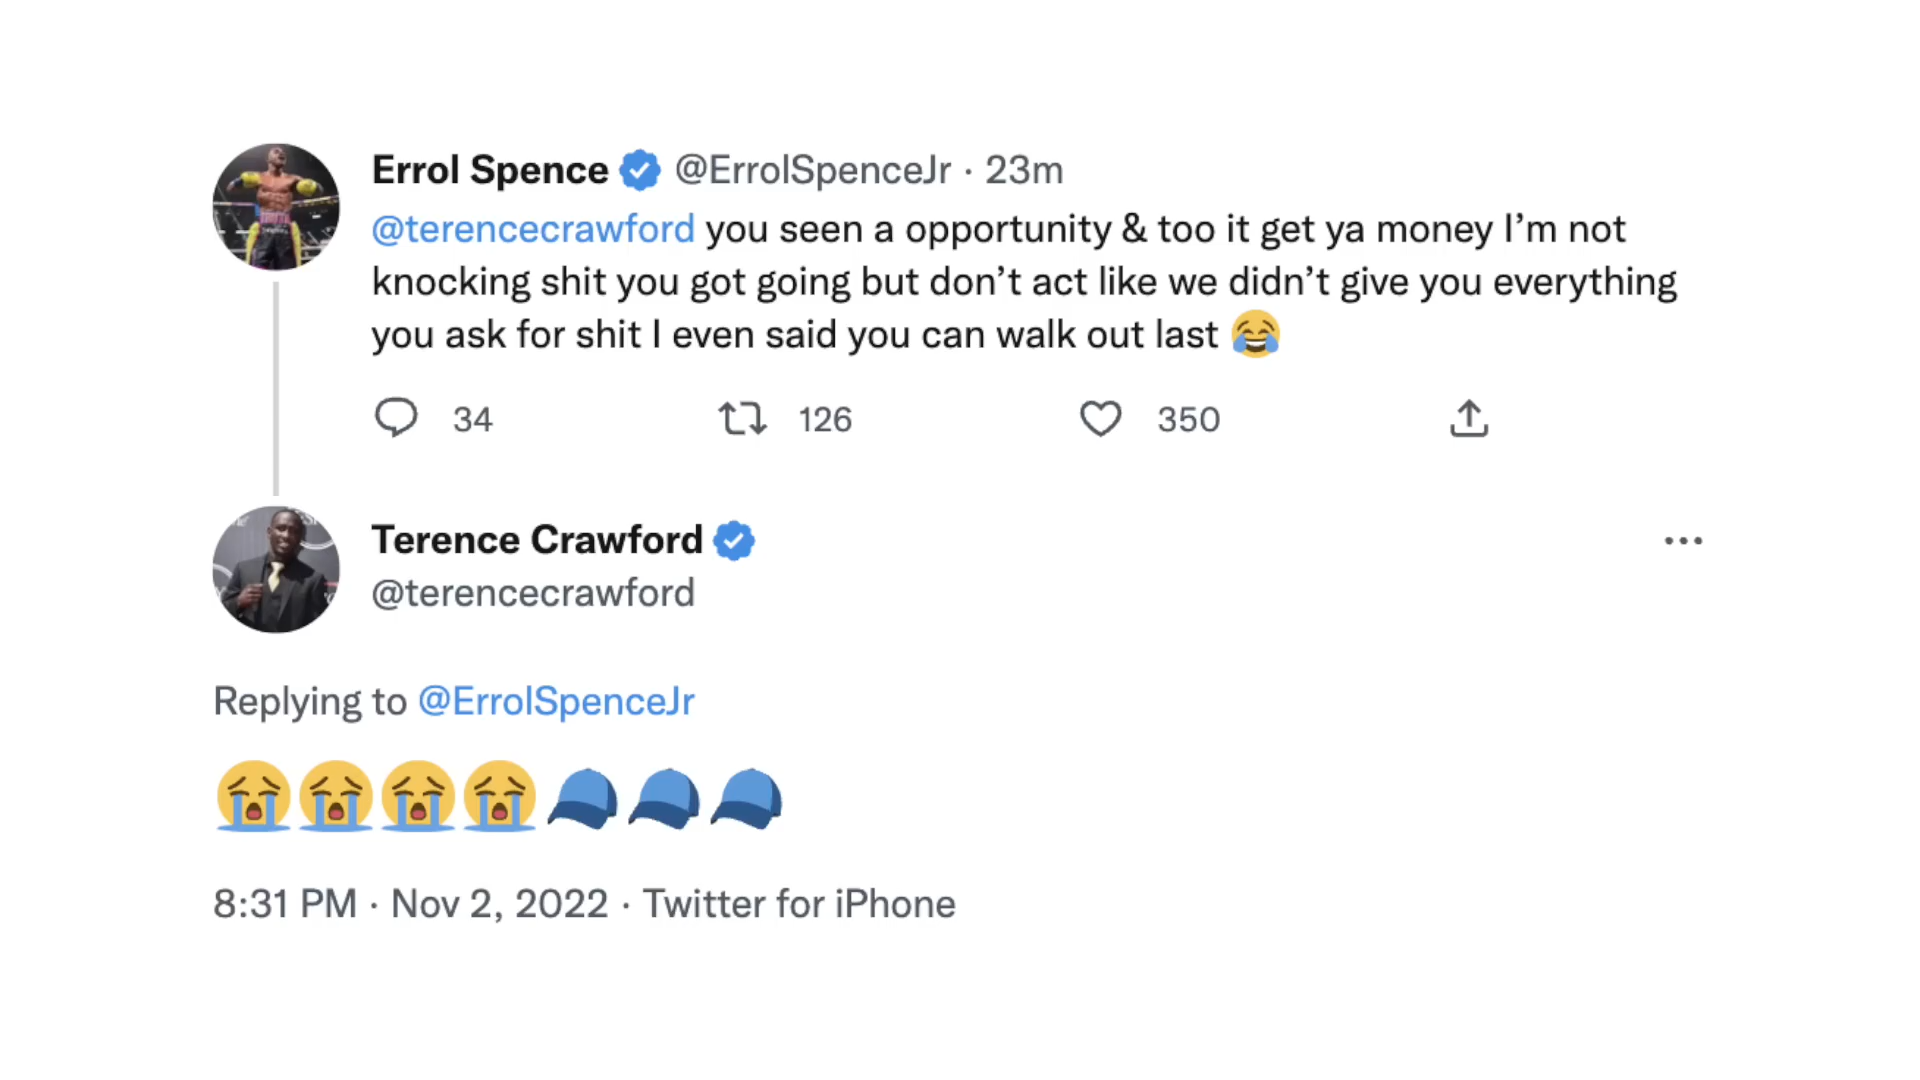 Errol Spence @ErrolSpenceJr · 23m
@terencecrawford you seen a opportunity & too it get ya money I’m not
knocking shit you got going but don’t act like we didn’t give you everything
you ask for shit I even said you can walk out last 😂
34 126 350
Terence Crawford
@terencecrawford
Replying to @ErrolSpenceJr
😭😭😭😭🧢🧢🧢
8:31 PM · Nov 2, 2022 · Twitter for iPhone